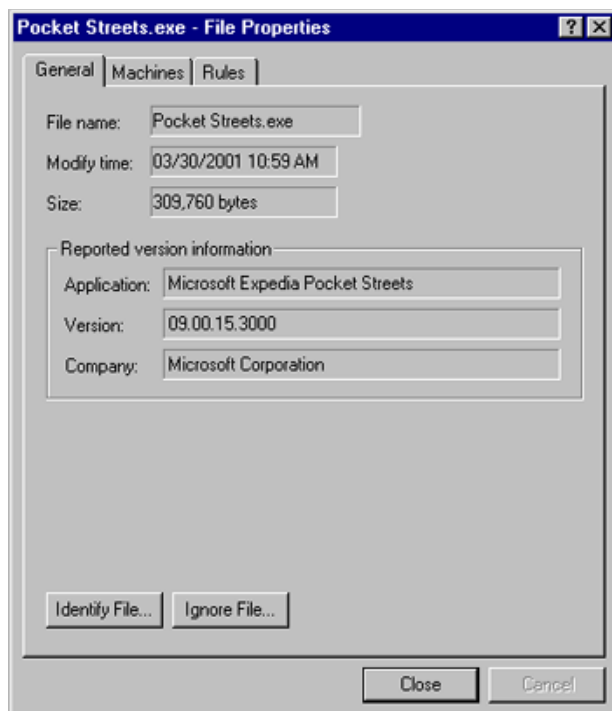 Pocket Streets.exe - File Properties
General Machines Rules
File name: Pocket Streets.exe
Modify time: 03/30/2001 10:59 AM
Size: 309,760 bytes
Reported version information
Application: Microsoft Expedia Pocket Streets
Version: 09.00.15.3000
Company: Microsoft Corporation
Identify File... Ignore File...
Close Cancel